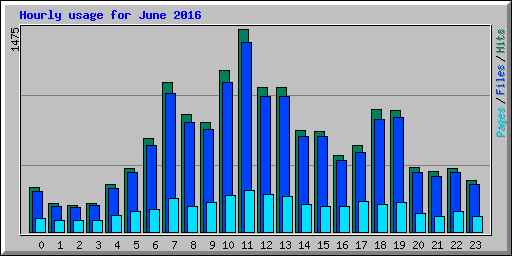 Hourly usage for June 2016
1475
Pages/Files/Hits
0 1 2 3 4 5 6 7 8 9 10 11 12 13 14 15 16 17 18 19 20 21 22 23